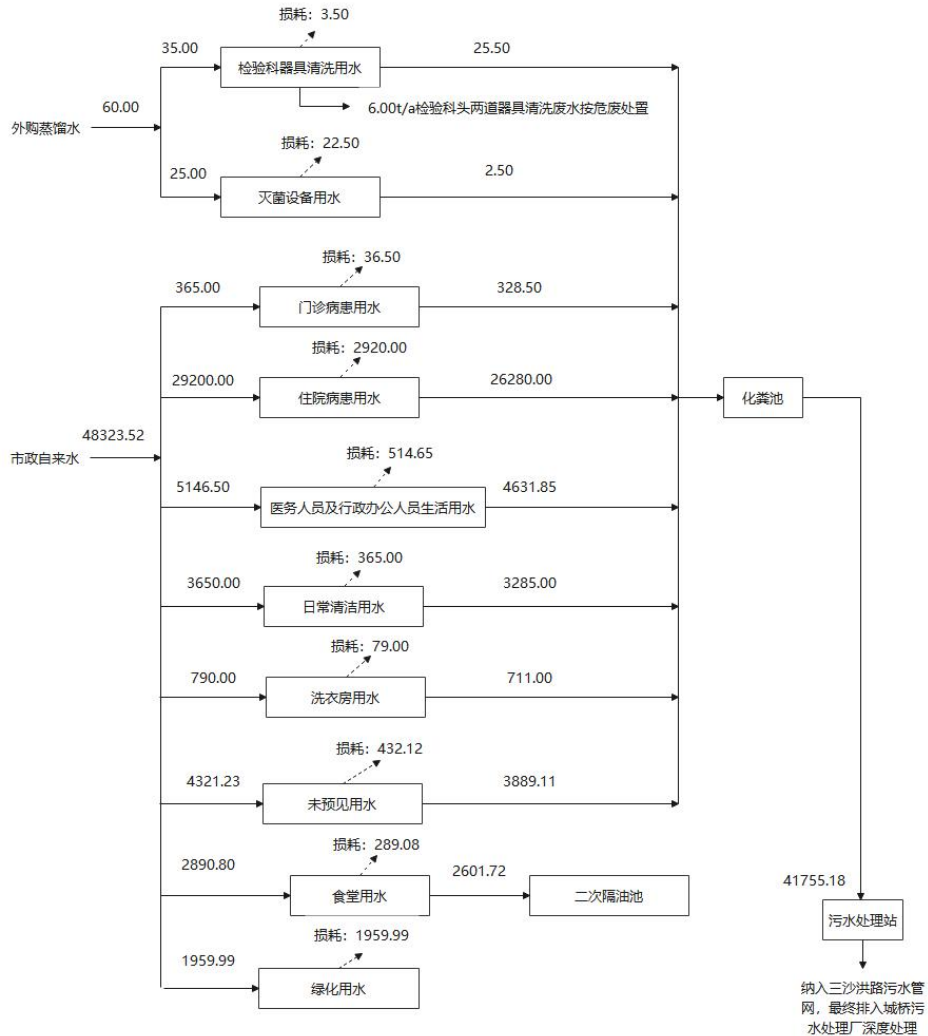 损耗：3.50
35.00
25.50
检验科器具清洗用水
60.00
6.00t/a检验科头两道器具清洗废水按危废处置
外购蒸馏水
损耗：22.50
25.00
2.50
灭菌设备用水
损耗：36.50
365.00
328.50
门诊病患用水
损耗：2920.00
29200.00
26280.00
住院病患用水
化粪池
48323.52
市政自来水
损耗：514.65
5146.50
4631.85
医务人员及行政办公人员生活用水
损耗：365.00
3650.00
3285.00
日常清洁用水
损耗：79.00
790.00
711.00
洗衣房用水
损耗：432.12
4321.23
3889.11
未预见用水
损耗：289.08
2890.80
2601.72
食堂用水
二次隔油池
41755.18
污水处理站
损耗：1959.99
1959.99
绿化用水
纳入三沙洪路污水管
网，最终排入城桥污
水处理厂深度处理